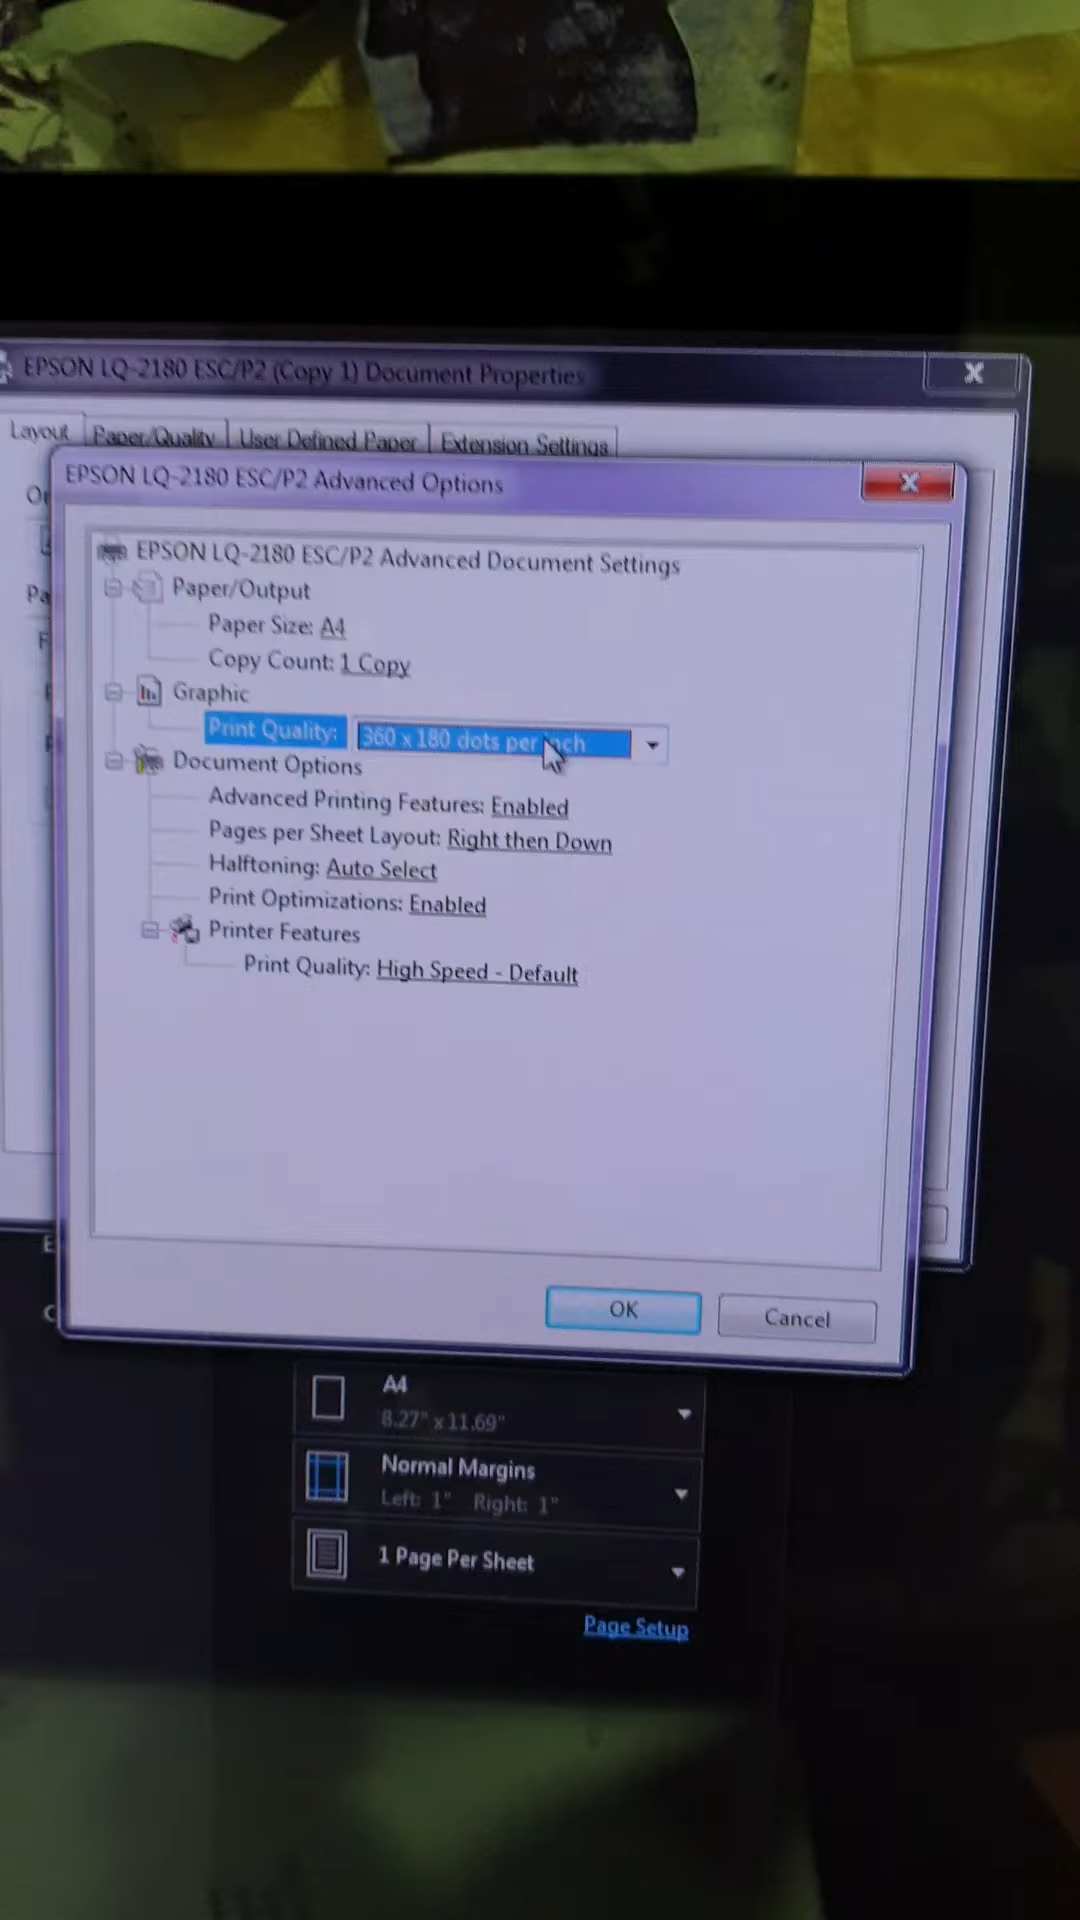 EPSON LQ-2180 ESC/P2 (Copy 1) Document Properties
Layout Paper/Quality User Defined Paper Extension Settings
EPSON LQ-2180 ESC/P2 Advanced Options
EPSON LQ-2180 ESC/P2 Advanced Document Settings
Paper/Output
Paper Size: A4
Copy Count: 1 Copy
Graphic
Print Quality: 360 x 180 dots per inch
Document Options
Advanced Printing Features: Enabled
Pages per Sheet Layout: Right then Down
Halftoning: Auto Select
Print Optimizations: Enabled
Printer Features
Print Quality: High Speed - Default
OK Cancel
A4
8.27" x 11.69"
Normal Margins
Left: 1" Right: 1"
1 Page Per Sheet
Page Setup